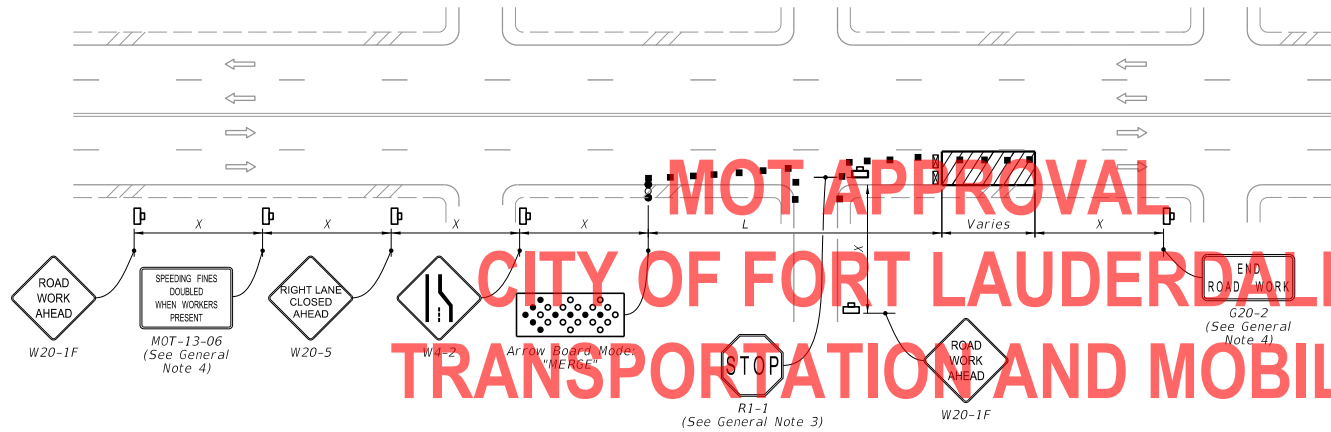 X
X
X
X
L
Varies
X
X
ROAD
WORK
AHEAD
W20-1F
SPEEDING FINES
DOUBLED
WHEN WORKERS
PRESENT
MOT-13-06
(See General
Note 4)
RIGHT LANE
CLOSED
AHEAD
W20-5
W4-2
Arrow Board Mode:
"MERGE"
STOP
R1-1
(See General Note 3)
ROAD
WORK
AHEAD
W20-1F
END
ROAD WORK
G20-2
(See General
Note 4)
MOT APPROVAL
CITY OF FORT LAUDERDAL
TRANSPORTATION AND MOBIL